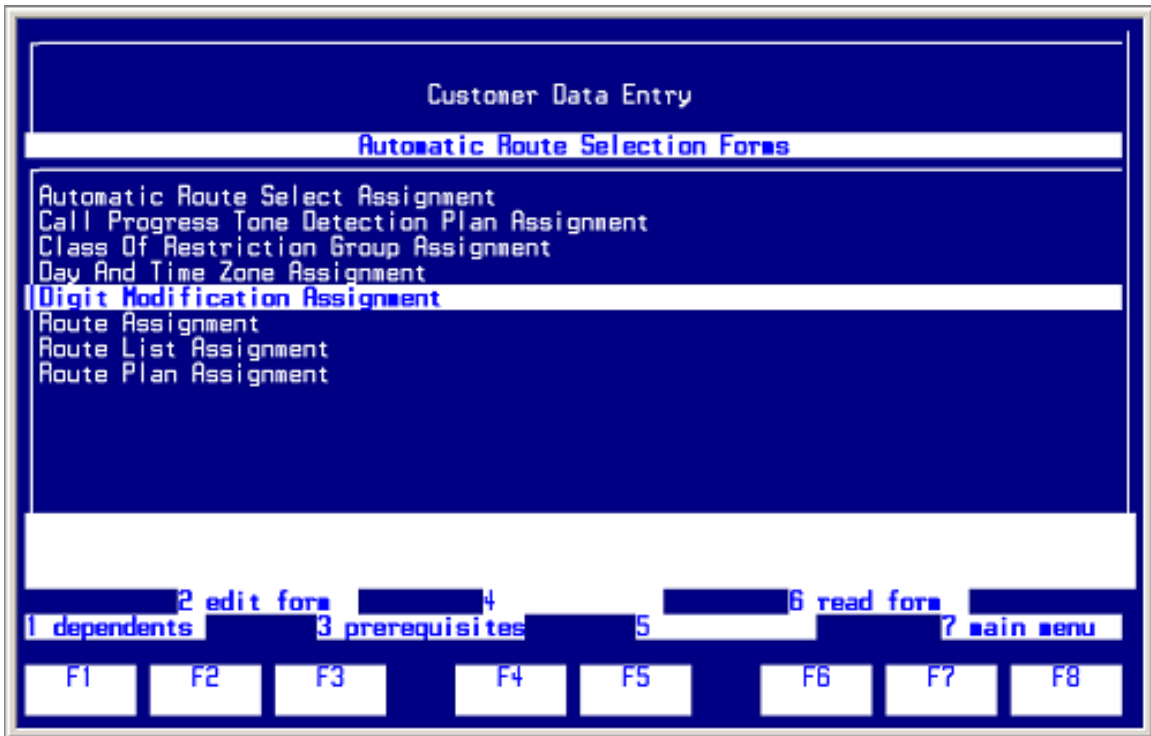 Customer Data Entry
Automatic Route Selection Forms
Automatic Route Select Assignment
Call Progress Tone Detection Plan Assignment
Class Of Restriction Group Assignment
Day And Time Zone Assignment
Digit Modification Assignment
Route Assignment
Route List Assignment
Route Plan Assignment
2 edit form 4 6 read form
1 dependents 3 prerequisites 5 7 main menu
F1 F2 F3 F4 F5 F6 F7 F8